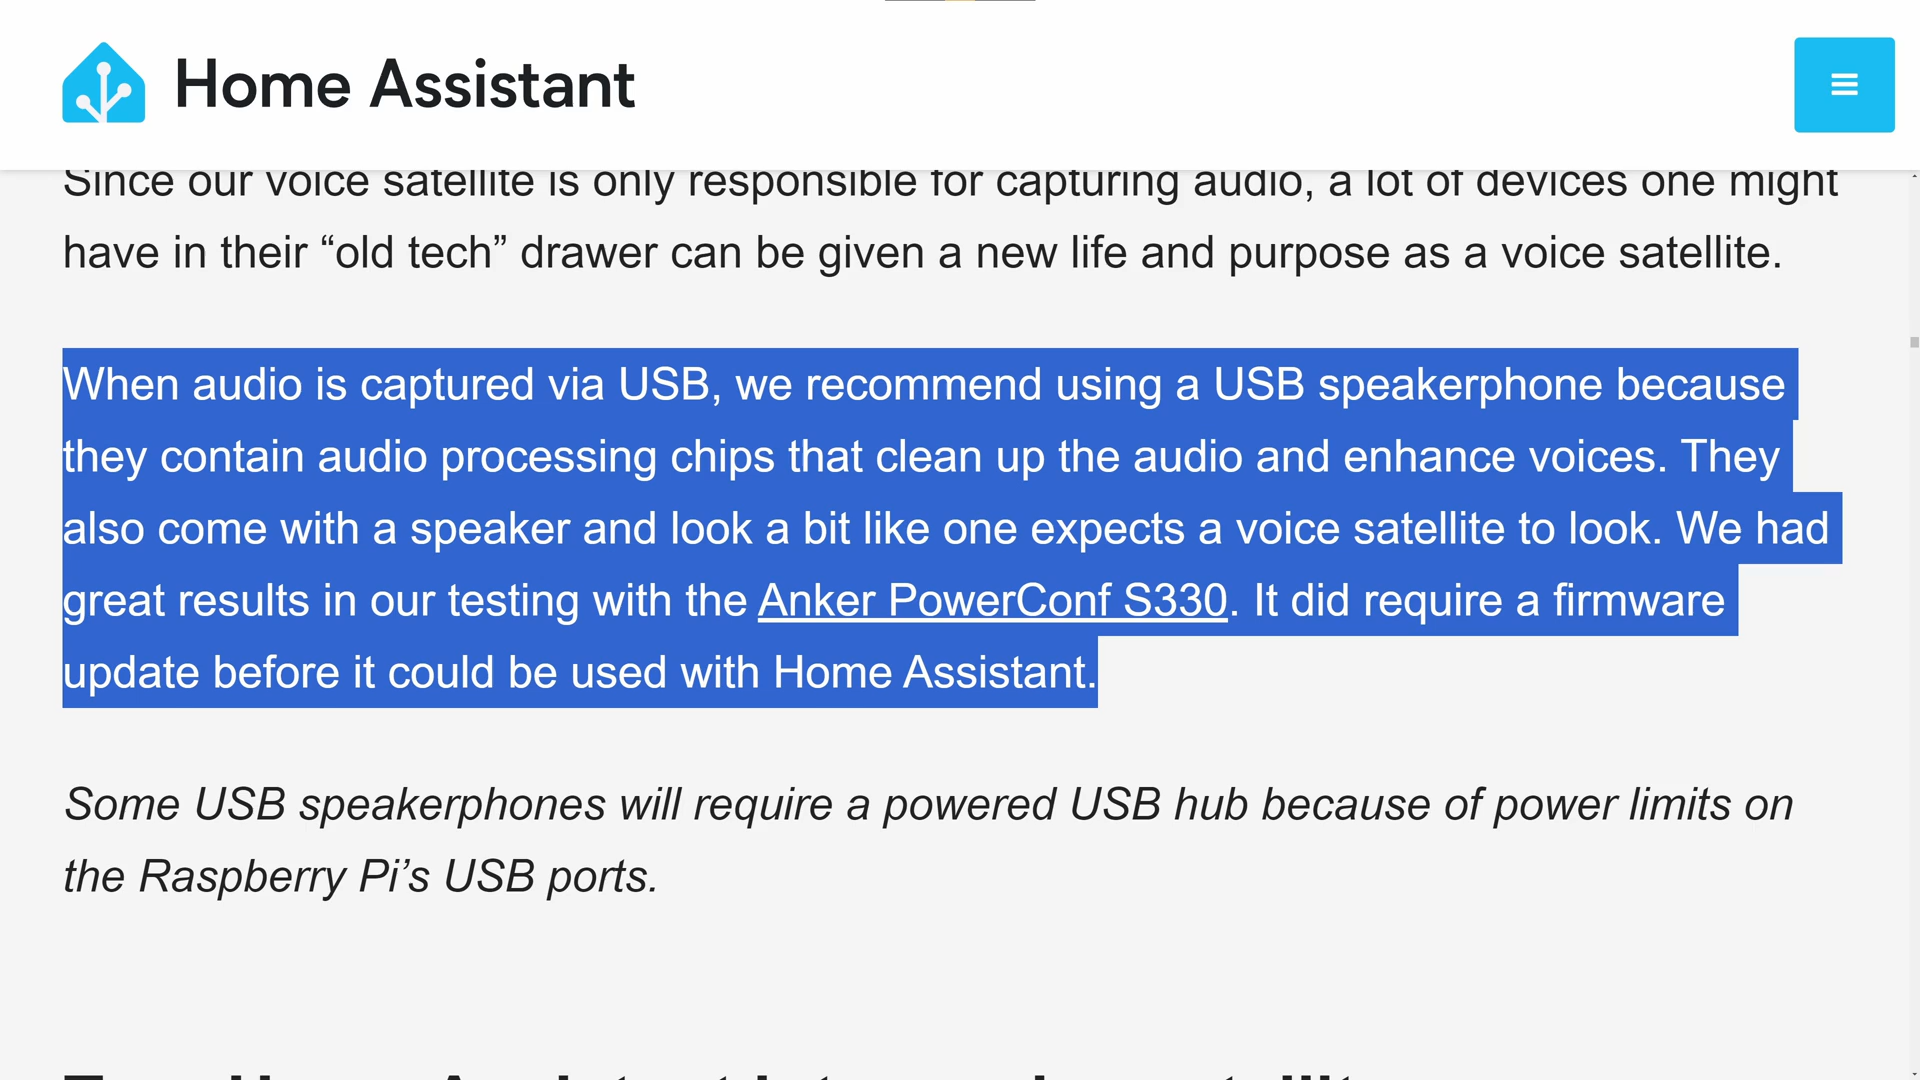 Home Assistant
Since our voice satellite is only responsible for capturing audio, a lot of devices one might
have in their “old tech” drawer can be given a new life and purpose as a voice satellite.
When audio is captured via USB, we recommend using a USB speakerphone because
they contain audio processing chips that clean up the audio and enhance voices. They
also come with a speaker and look a bit like one expects a voice satellite to look. We had
great results in our testing with the Anker PowerConf S330. It did require a firmware
update before it could be used with Home Assistant.
Some USB speakerphones will require a powered USB hub because of power limits on
the Raspberry Pi’s USB ports.